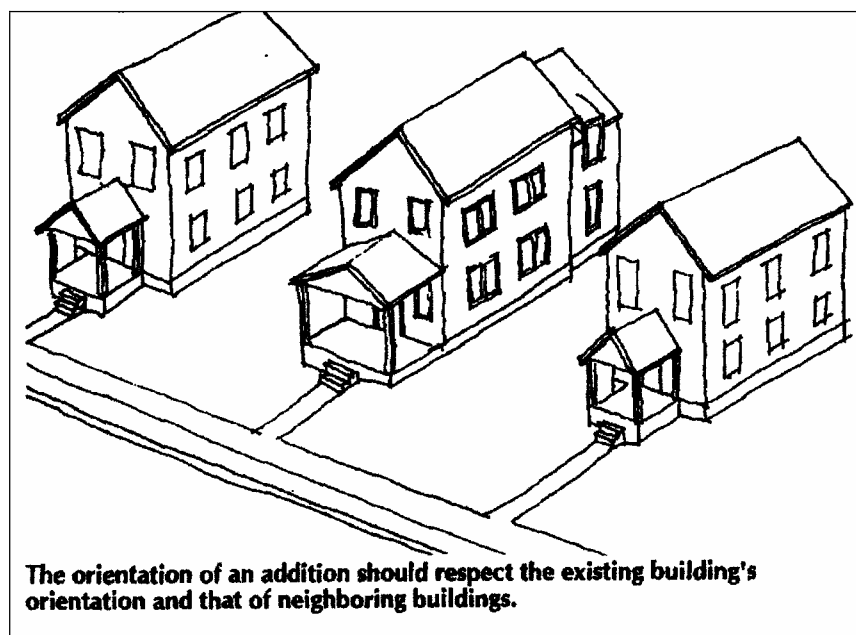 The orientation of an addition should respect the existing building's
orientation and that of neighboring buildings.